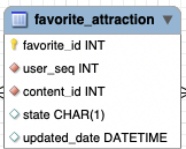 favorite_attraction
favorite_id INT
user_seq INT
content_id INT
state CHAR(1)
updated_date DATETIME